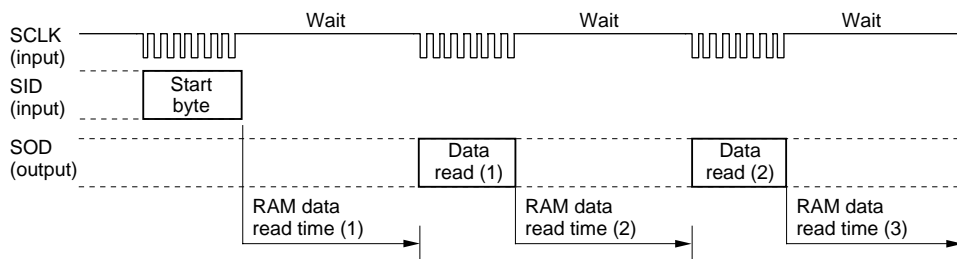 Wait
Wait
Wait
SCLK
(input)
SID
(input)
Start
byte
SOD
(output)
Data
read (1)
Data
read (2)
RAM data
read time (1)
RAM data
read time (2)
RAM data
read time (3)